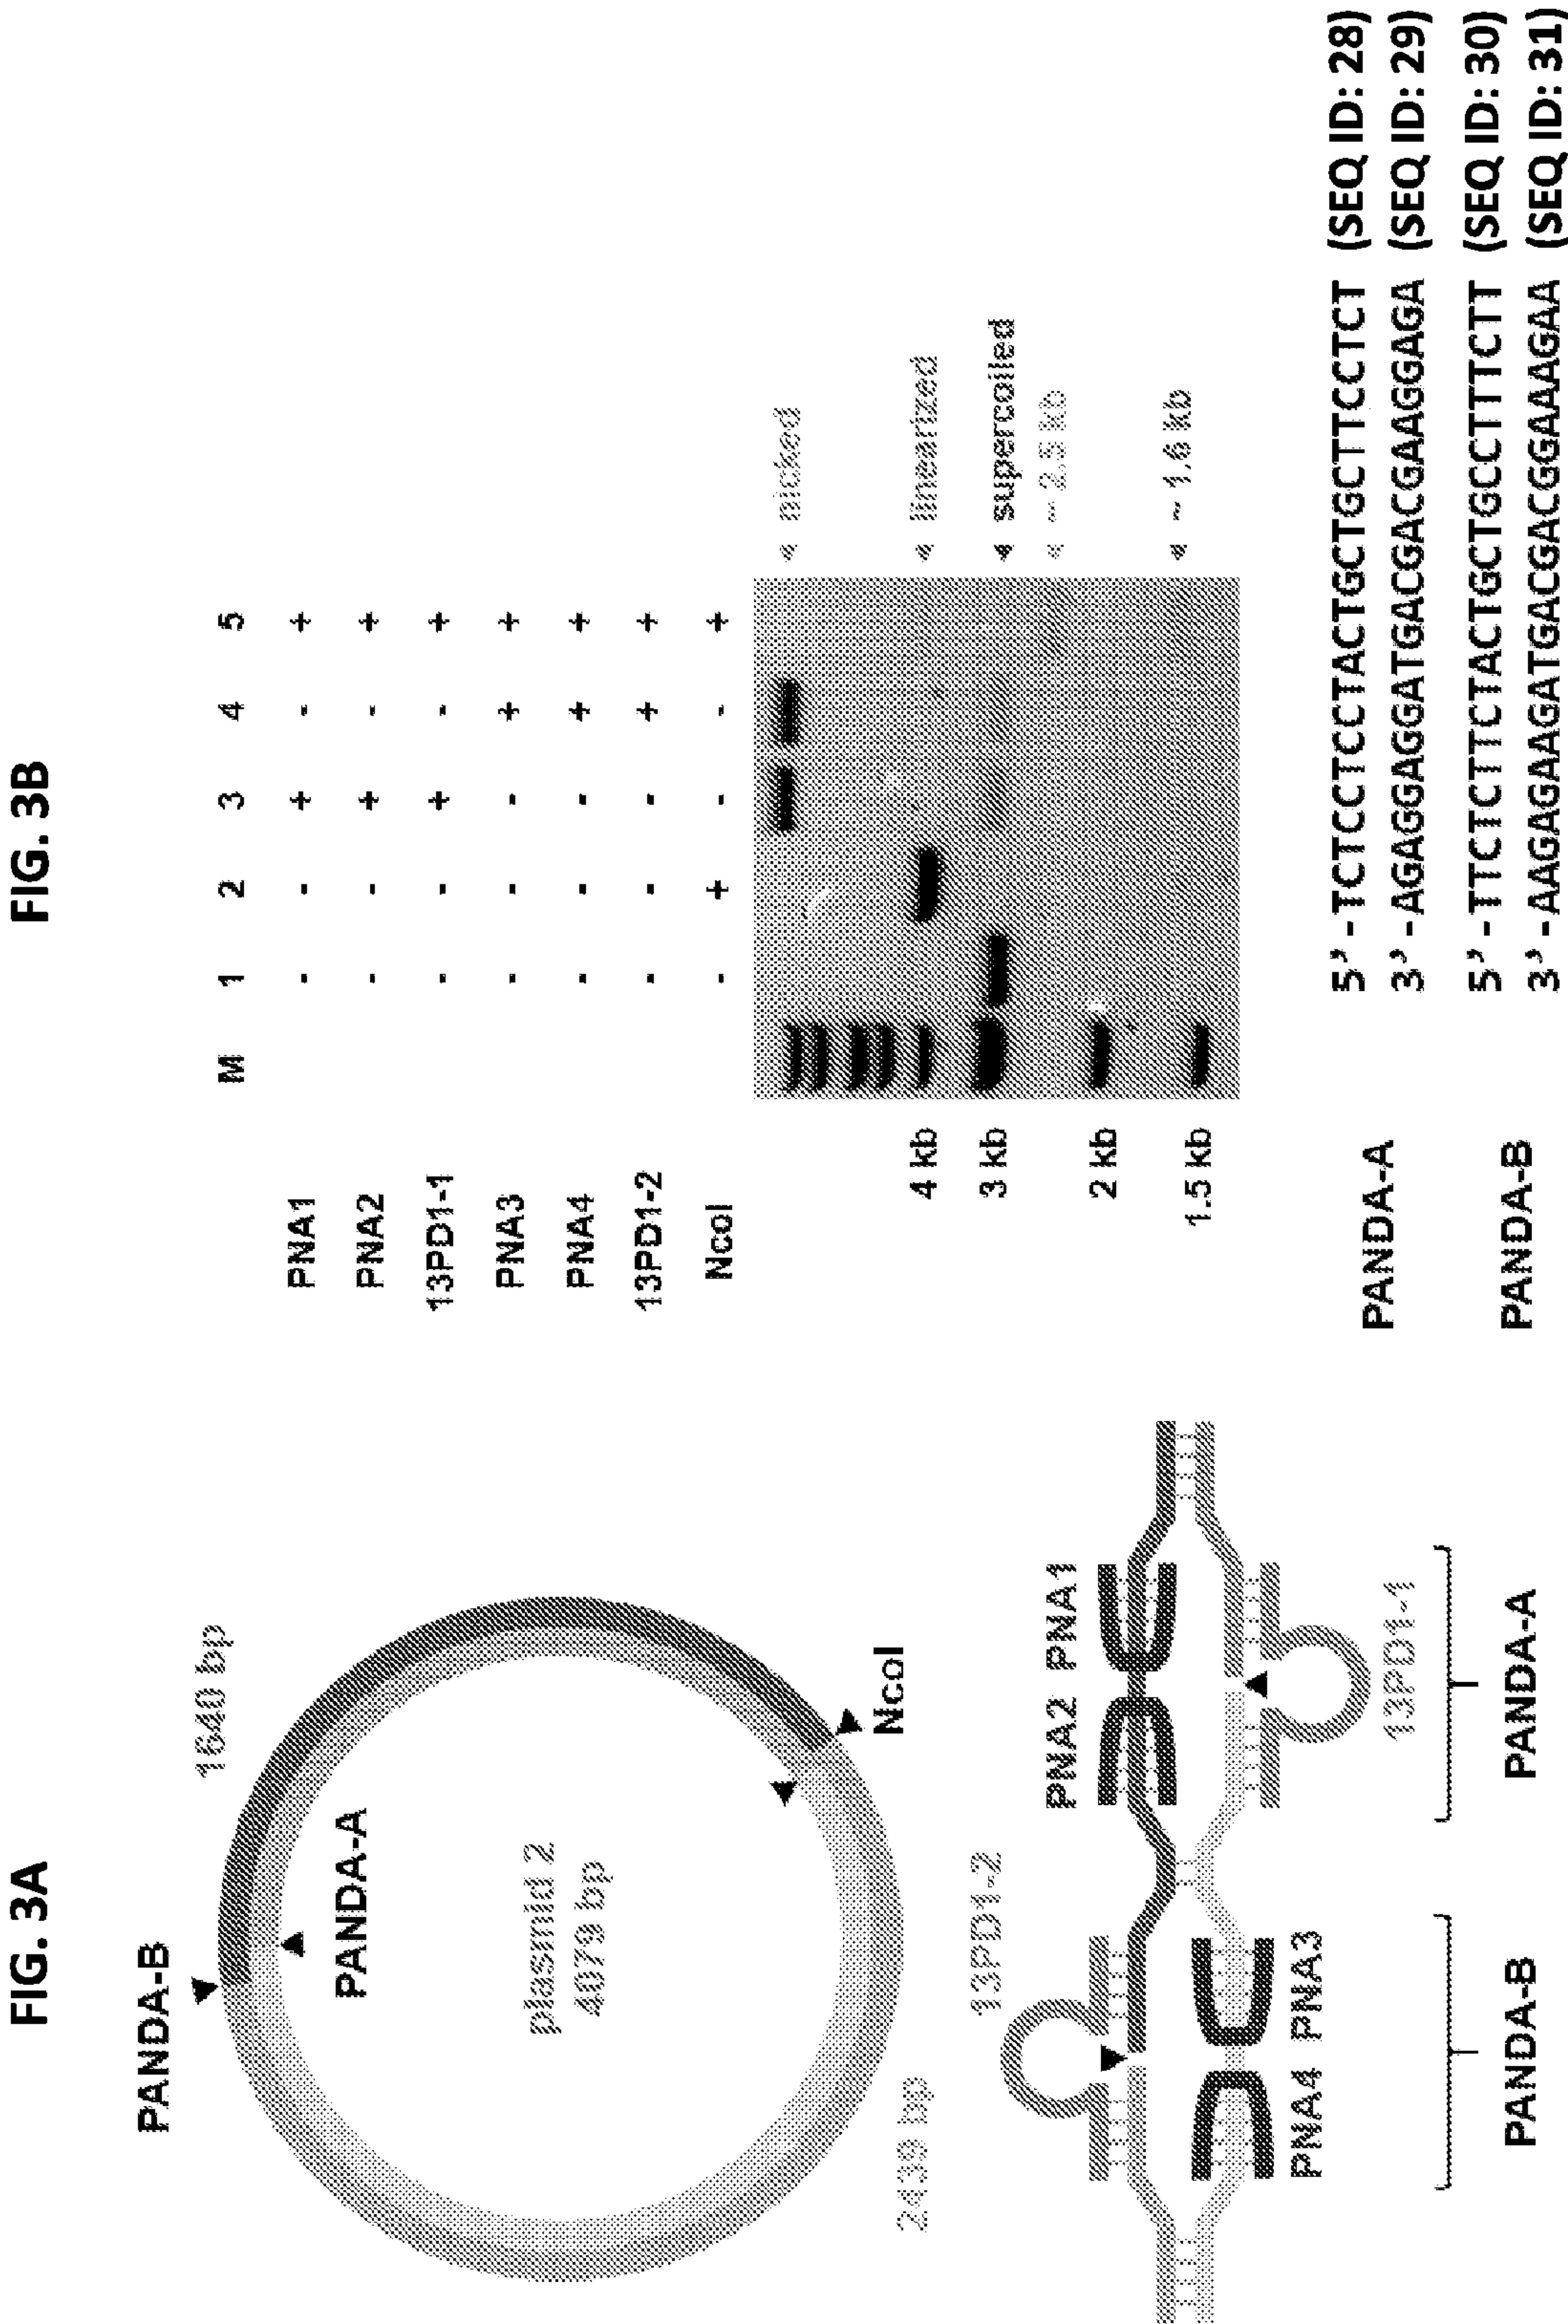 FIG. 3A
PANDA-B
1640 bp
PANDA-A
plasmid 2
4079 bp
NcoI
2439 bp
13PD1-2
PNA2 PNA1
PNA4 PNA3
13PD1-1
PANDA-B
PANDA-A
FIG. 3B
M 1 2 3 4 5
PNA1 - - + - +
PNA2 - - + - +
13PD1-1 - - + - +
PNA3 - - - + +
PNA4 - - - + +
13PD1-2 - - - + +
NcoI - + - - +
nicked
4 kb
linearized
3 kb
supercoiled
~ 2.5 kb
2 kb
1.5 kb
~ 1.6 kb
PANDA-A
5’-TCTCCTCCTACTGCTGCTTCCTCT (SEQ ID: 28)
3’-AGAGGAGGATGACGACGAAGGAGA (SEQ ID: 29)
PANDA-B
5’-TTCTCTTCTACTGCTGCCTTTCTT (SEQ ID: 30)
3’-AAGAGAAGATGACGACGGAAAGAA (SEQ ID: 31)